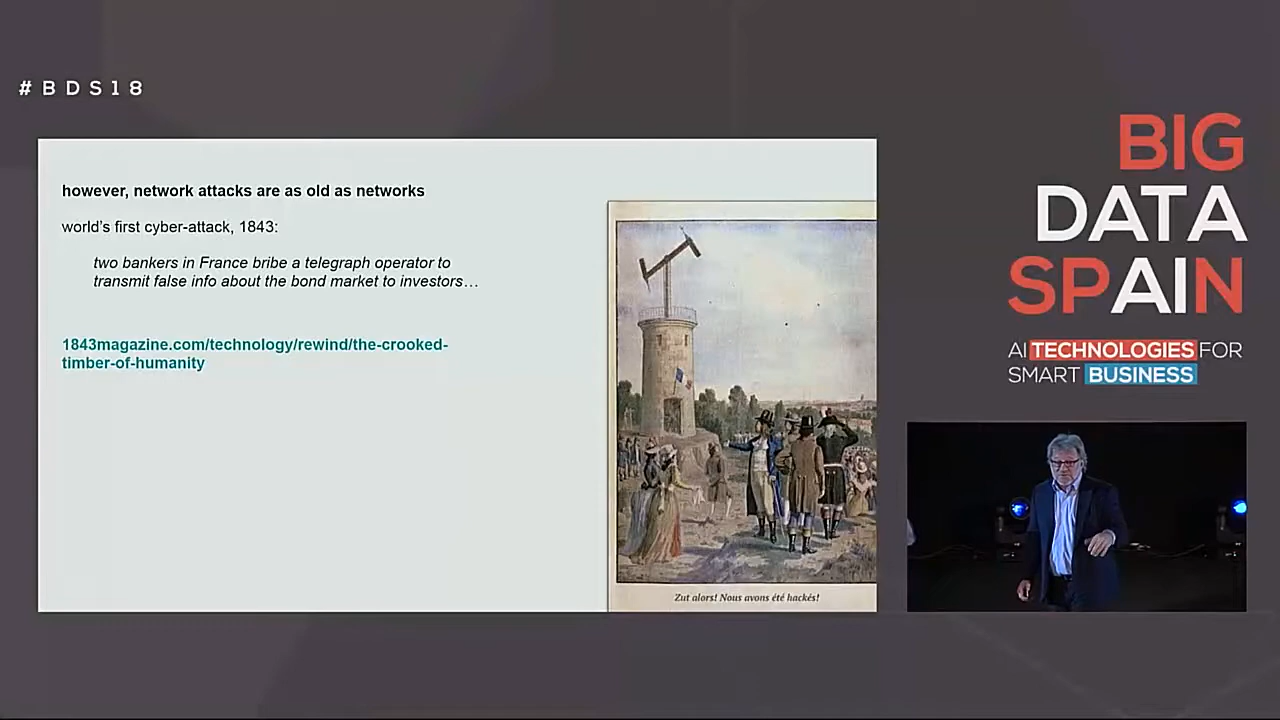 #BDS18
however, network attacks are as old as networks
world's first cyber-attack, 1843:
two bankers in France bribe a telegraph operator to
transmit false info about the bond market to investors…
1843magazine.com/technology/rewind/the-crooked-
timber-of-humanity
Zut alors! Nous avons été hackés!
BIG
DATA
SPAIN
AI TECHNOLOGIES FOR
SMART BUSINESS